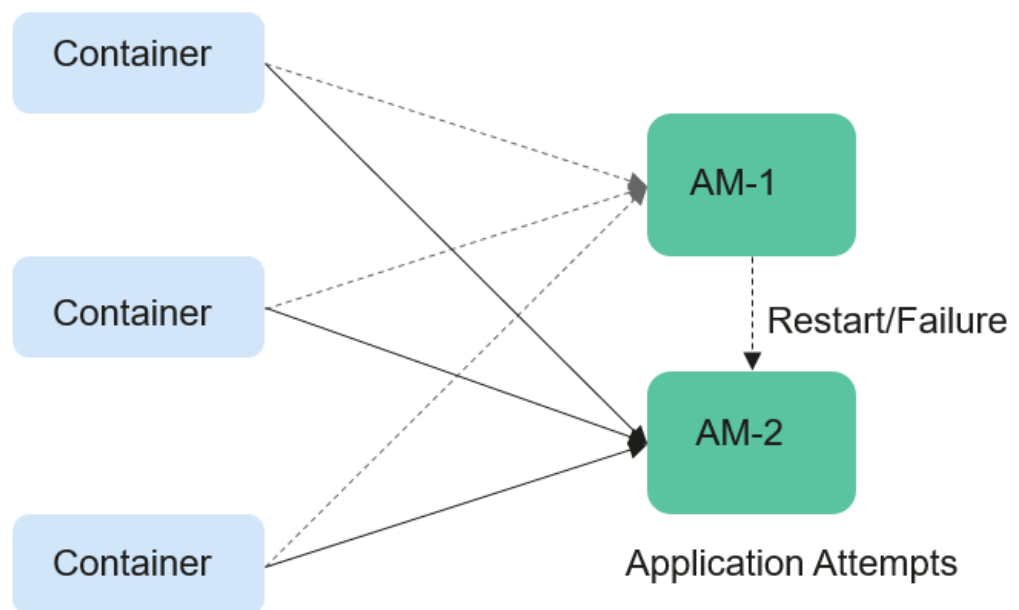 Container
AM-1
Container
Restart/Failure
AM-2
Container
Application Attempts